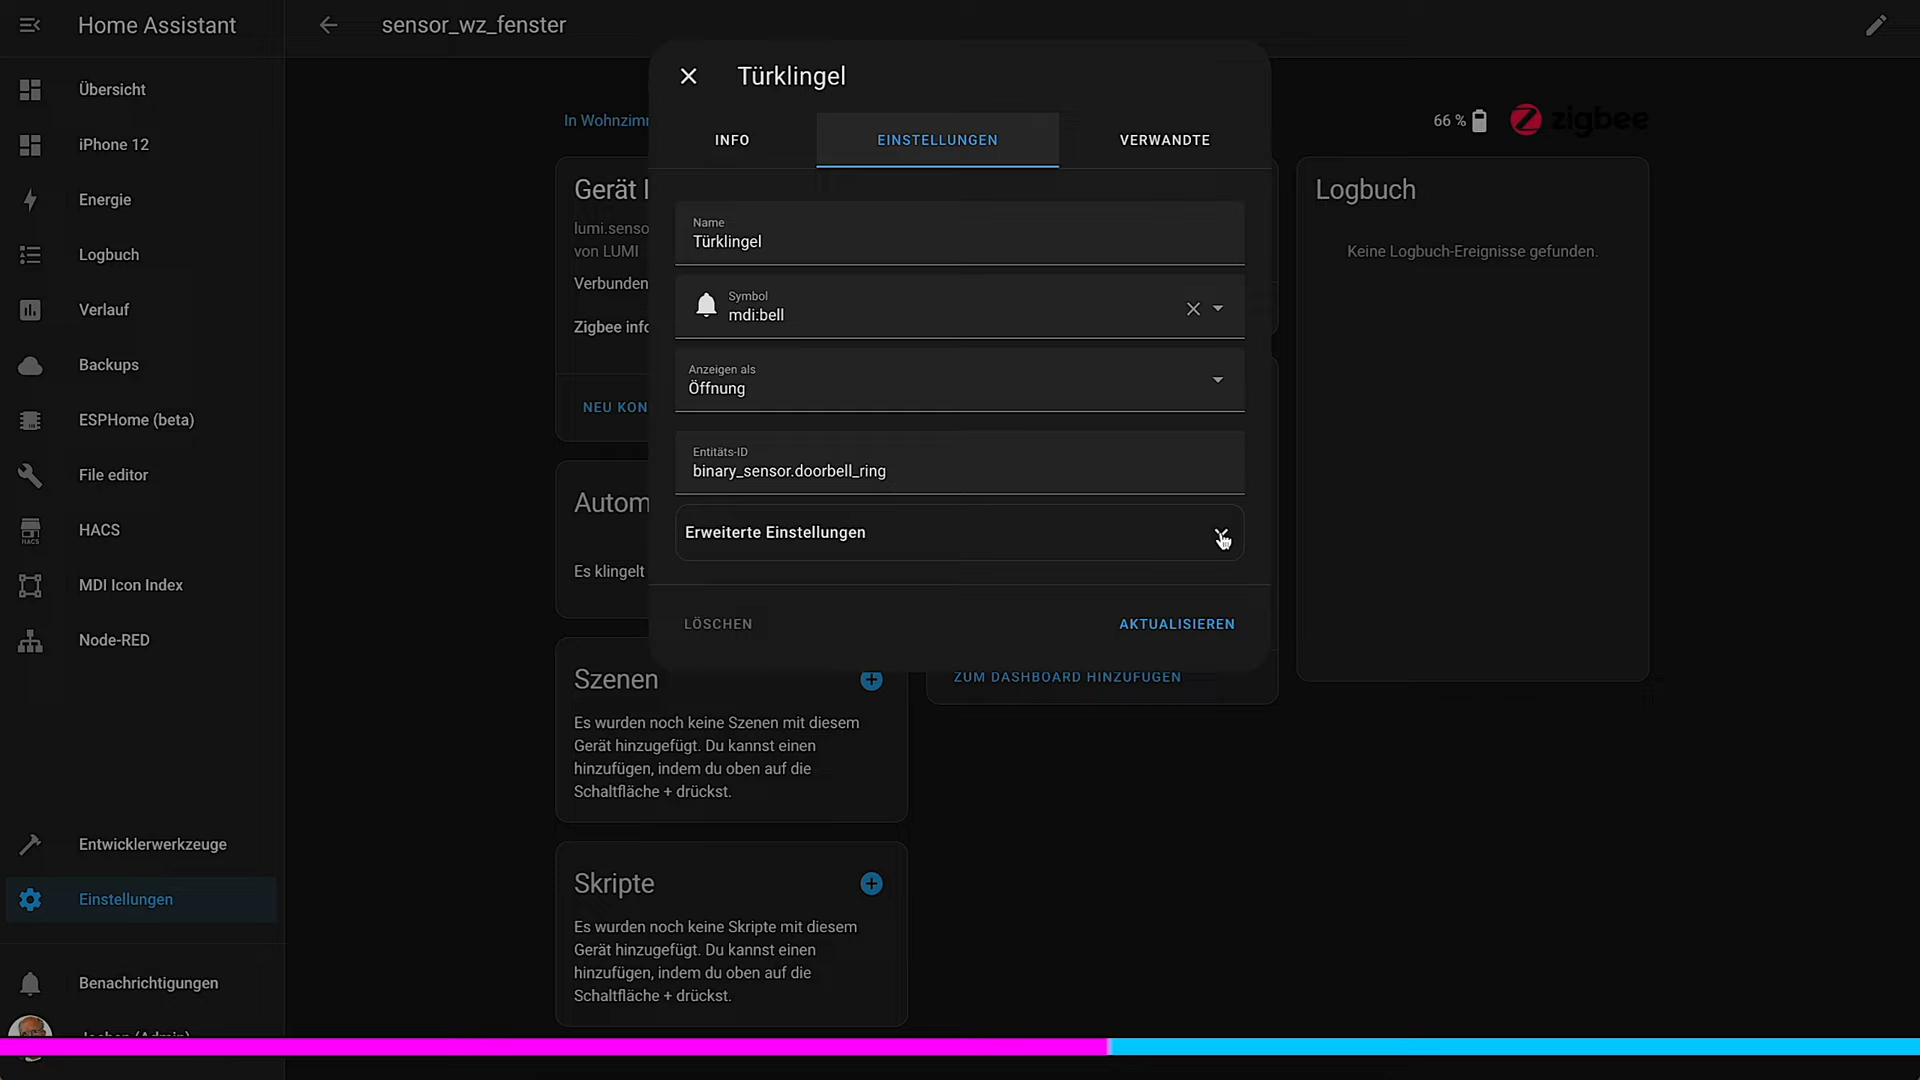 Home Assistant
sensor_wz_fenster
Übersicht
iPhone 12
Energie
Logbuch
Verlauf
Backups
ESPHome (beta)
File editor
HACS
HACS
MDI Icon Index
Node-RED
Entwicklerwerkzeuge
Einstellungen
Benachrichtigungen
In Wohnzimm
66 %
zigbee
Gerät I
lumi.senso
von LUMI
Verbunden
Zigbee info
NEU KON
Autom
Es klingelt
Szenen
Es wurden noch keine Szenen mit diesem
Gerät hinzugefügt. Du kannst einen
hinzufügen, indem du oben auf die
Schaltfläche + drückst.
Skripte
Es wurden noch keine Skripte mit diesem
Gerät hinzugefügt. Du kannst einen
hinzufügen, indem du oben auf die
Schaltfläche + drückst.
Türklingel
INFO
EINSTELLUNGEN
VERWANDTE
Name
Türklingel
Symbol
mdi:bell
Anzeigen als
Öffnung
Entitäts-ID
binary_sensor.doorbell_ring
Erweiterte Einstellungen
LÖSCHEN
AKTUALISIEREN
ZUM DASHBOARD HINZUFÜGEN
Logbuch
Keine Logbuch-Ereignisse gefunden.